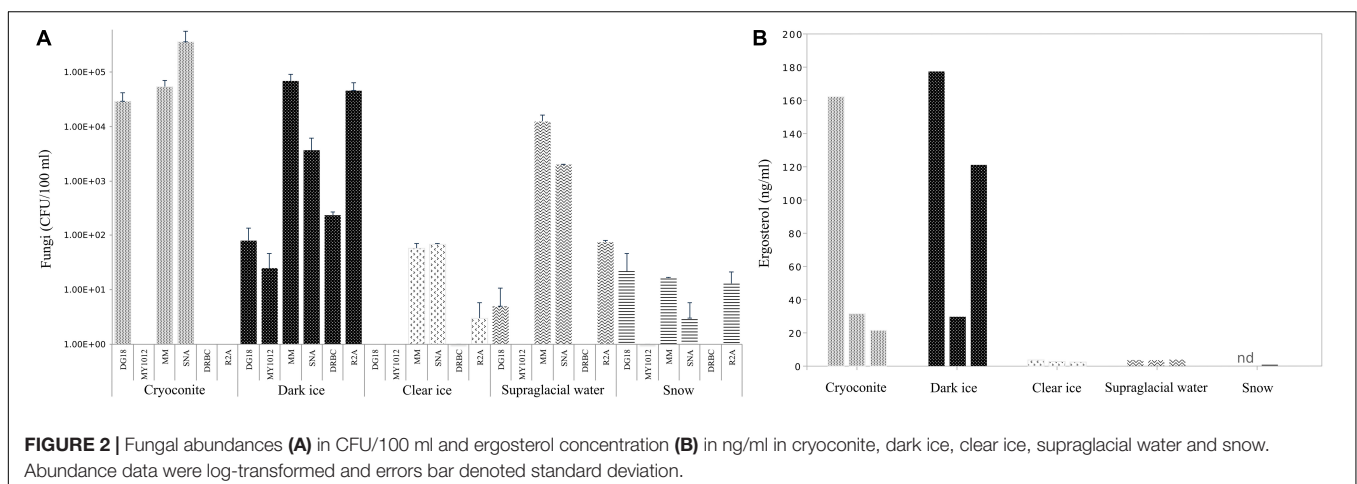 A
Fungi (CFU/100 ml)
1.00E+05
1.00E+04
1.00E+03
1.00E+02
1.00E+01
1.00E+00
DG18
MY1012
MM
SNA
DRBC
R2A
DG18
MY1012
MM
SNA
DRBC
R2A
DG18
MY1012
MM
SNA
DRBC
R2A
DG18
MY1012
MM
SNA
DRBC
R2A
DG18
MY1012
MM
SNA
DRBC
R2A
Cryoconite Dark ice Clear ice Supraglacial water Snow
B
Ergosterol (ng/ml)
200
180
160
140
120
100
80
60
40
20
0
nd
Cryoconite Dark ice Clear ice Supraglacial water Snow
FIGURE 2 | Fungal abundances (A) in CFU/100 ml and ergosterol concentration (B) in ng/ml in cryoconite, dark ice, clear ice, supraglacial water and snow.
Abundance data were log-transformed and errors bar denoted standard deviation.